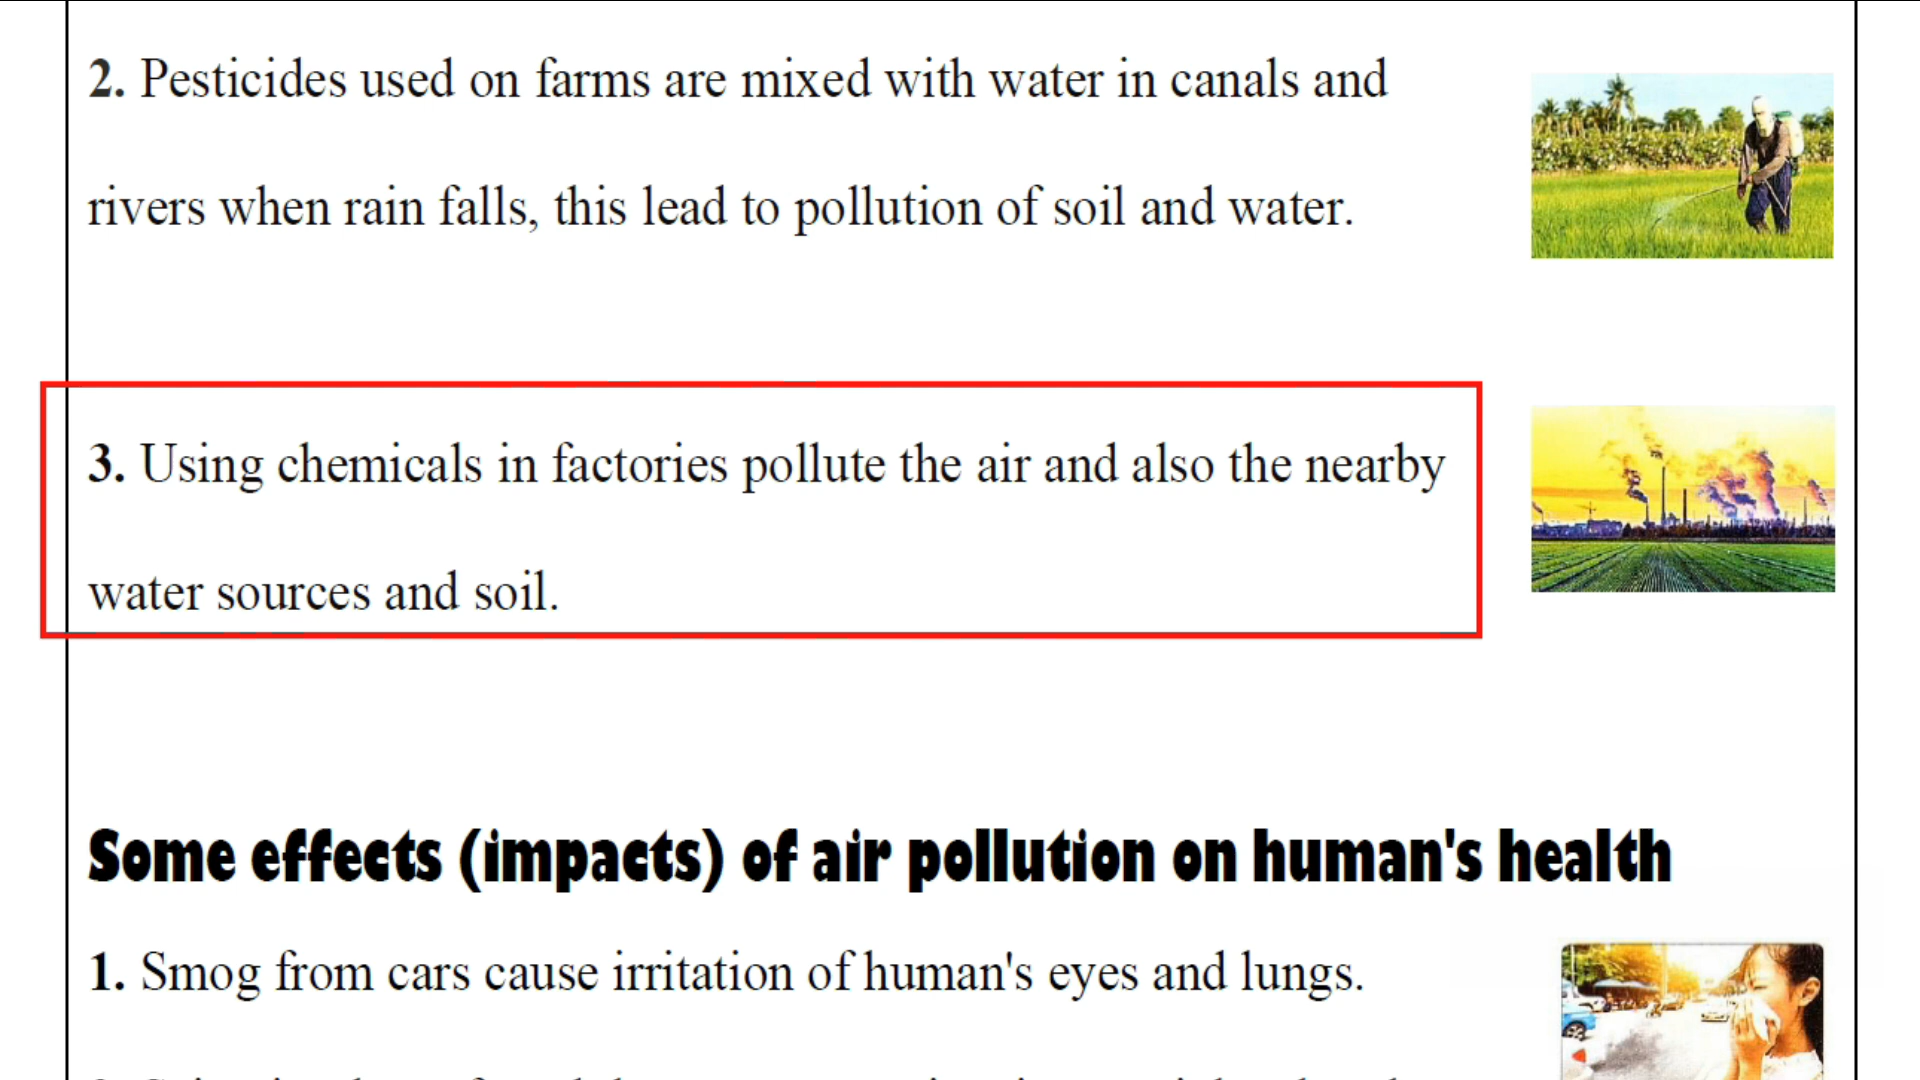 2. Pesticides used on farms are mixed with water in canals and
rivers when rain falls, this lead to pollution of soil and water.
3. Using chemicals in factories pollute the air and also the nearby
water sources and soil.
Some effects (impacts) of air pollution on human's health
1. Smog from cars cause irritation of human's eyes and lungs.